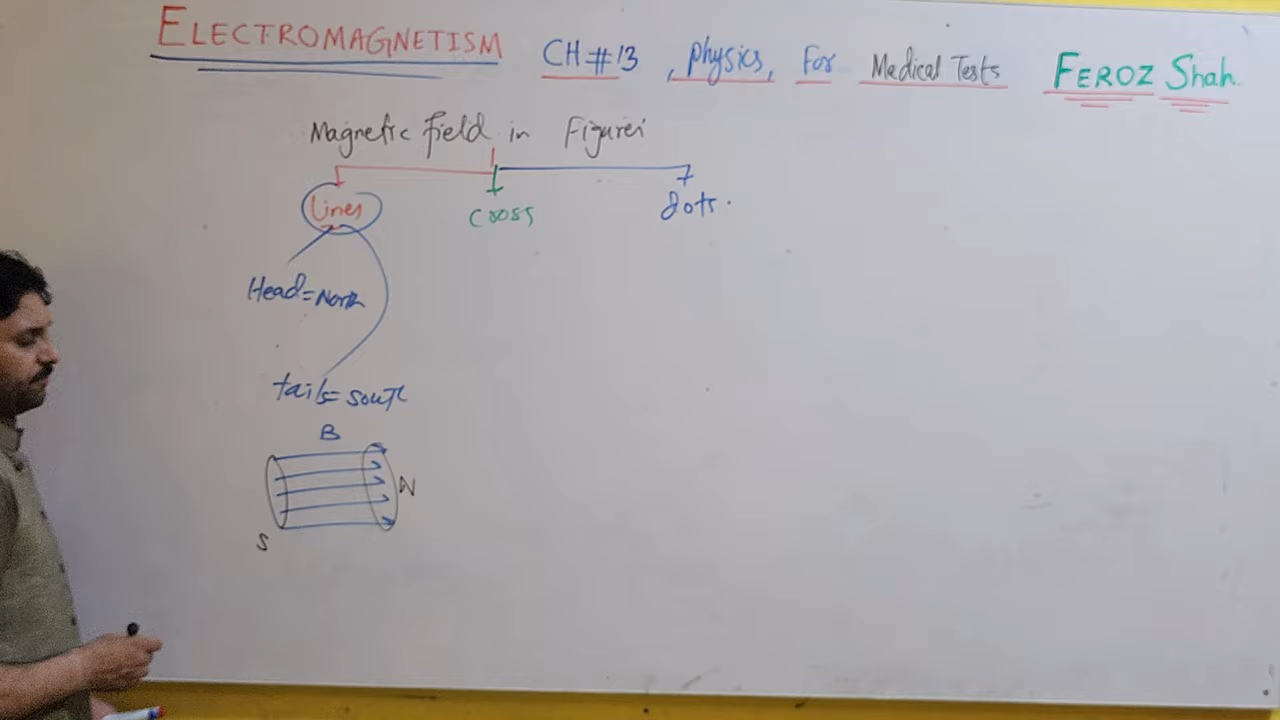 ELECTROMAGNETISM CH#13, physics, For Medical Tests FEROZ Shah.
Magnetic field in Figures
Lines Cross dots.
Head=North
tails=South
B
N
S